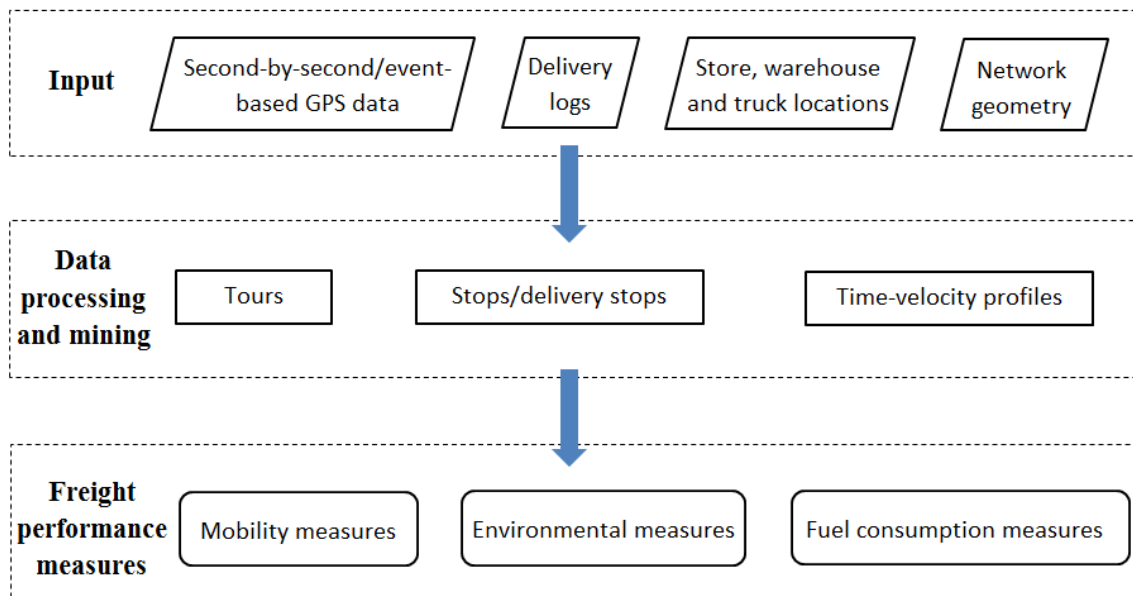 Input
Second-by-second/event-
based GPS data
Delivery
logs
Store, warehouse
and truck locations
Network
geometry
Data
processing
and mining
Tours
Stops/delivery stops
Time-velocity profiles
Freight
performance
measures
Mobility measures
Environmental measures
Fuel consumption measures